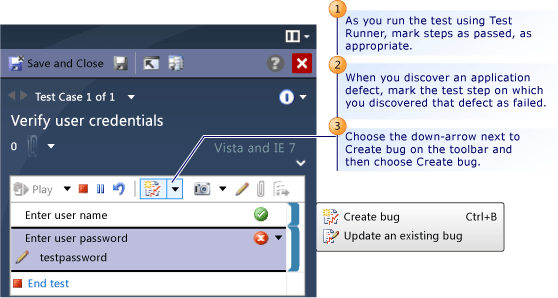 Save and Close
Test Case 1 of 1
Verify user credentials
0
Vista and IE 7
Play
Enter user name
Enter user password
testpassword
End test
1
As you run the test using Test
Runner, mark steps as passed, as
appropriate.
2
When you discover an application
defect, mark the test step on which
you discovered that defect as failed.
3
Choose the down-arrow next to
Create bug on the toolbar and
then choose Create bug.
Create bug Ctrl+B
Update an existing bug